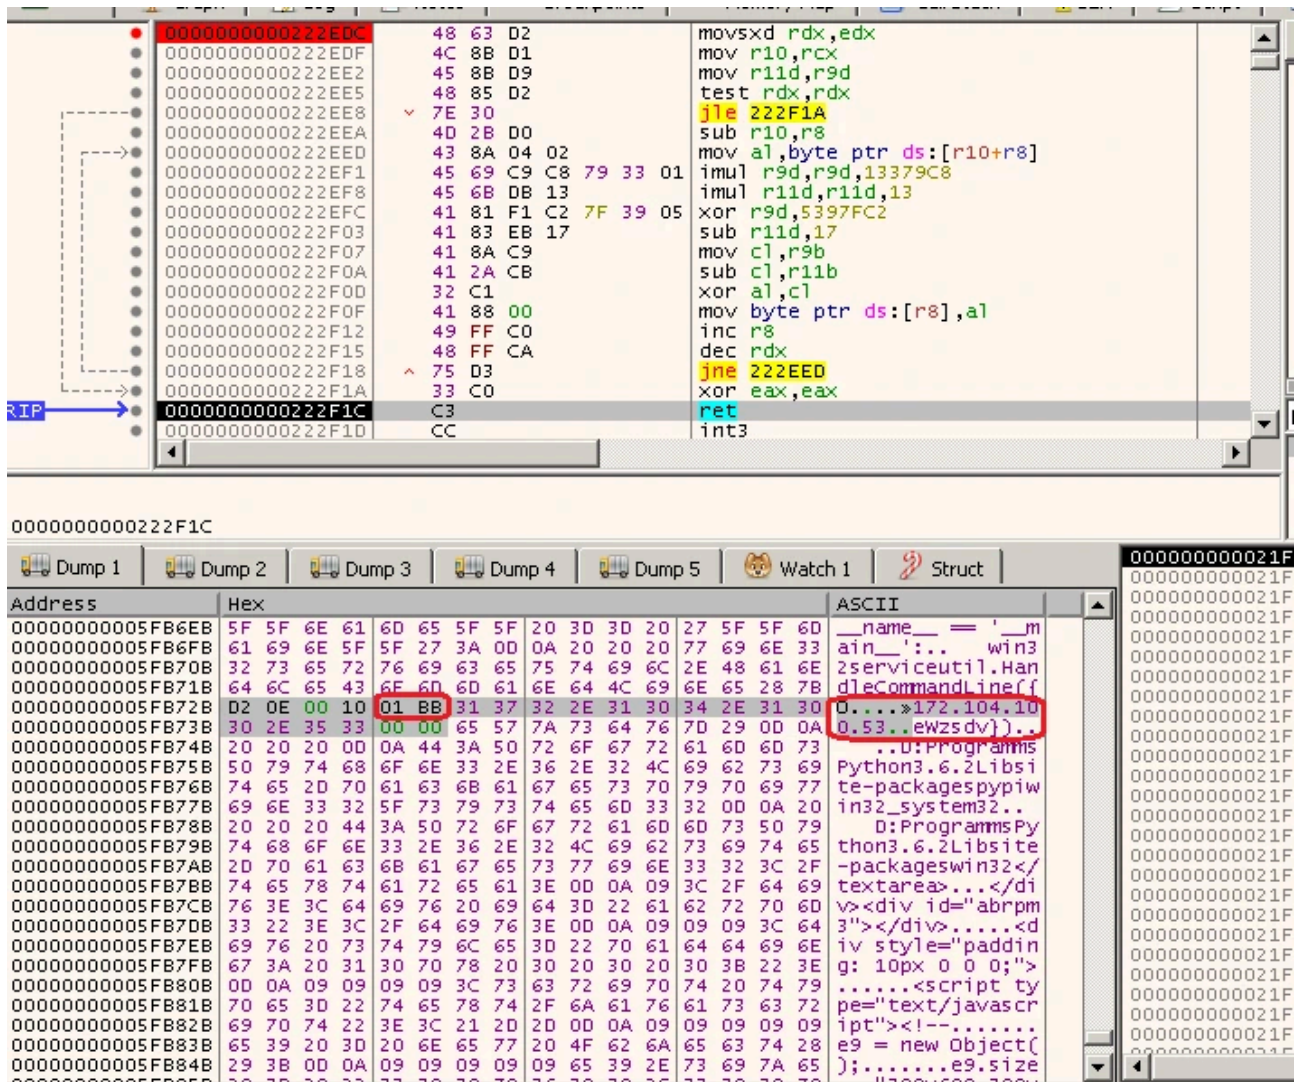 0000000000222EDC 48 63 D2 movsxd rdx,edx
0000000000222EDF 4C 8B D1 mov r10,rcx
0000000000222EE2 45 8B D9 mov r11d,r9d
0000000000222EE5 48 85 D2 test rdx,rdx
0000000000222EE8 7E 30 jle 222F1A
0000000000222EEA 4D 2B D0 sub r10,r8
0000000000222EED 43 8A 04 02 mov al,byte ptr ds:[r10+r8]
0000000000222EF1 45 69 C9 C8 79 33 01 imul r9d,r9d,13379C8
0000000000222EF8 45 6B DB 13 imul r11d,r11d,13
0000000000222EFC 41 81 F1 C2 7F 39 05 xor r9d,5397FC2
0000000000222F03 41 83 EB 17 sub r11d,17
0000000000222F07 41 8A C9 mov cl,r9b
0000000000222F0A 41 2A CB sub cl,r11b
0000000000222F0D 32 C1 xor al,cl
0000000000222F0F 41 88 00 mov byte ptr ds:[r8],al
0000000000222F12 49 FF C0 inc r8
0000000000222F15 48 FF CA dec rdx
0000000000222F18 75 D3 jne 222EED
0000000000222F1A 33 C0 xor eax,eax
RIP 0000000000222F1C C3 ret
0000000000222F1D CC int3
0000000000222F1C
Dump 1 Dump 2 Dump 3 Dump 4 Dump 5 Watch 1 Struct
Address Hex ASCII
00000000005FB6EB 5F 5F 6E 61 6D 65 5F 5F 20 3D 3D 20 27 5F 5F 6D __name__ == '__m
00000000005FB6FB 61 69 6E 5F 5F 27 3A 0D 0A 20 20 20 77 69 6E 33 ain__':.. win3
00000000005FB70B 32 73 65 72 76 69 63 65 75 74 69 6C 2E 48 61 6E 2serviceutil.Han
00000000005FB71B 64 6C 65 43 6F 6D 6D 61 6E 64 4C 69 6E 65 28 7B dleCommandLine({
00000000005FB72B D2 0E 00 10 01 BB 31 37 32 2E 31 30 34 2E 31 30 Ò....»172.104.10
00000000005FB73B 30 2E 35 33 00 00 65 57 7A 73 64 76 7D 29 0D 0A 0.53..eWzsdv})..
00000000005FB74B 20 20 20 0D 0A 44 3A 50 72 6F 67 72 61 6D 6D 73 ..D:Programms
00000000005FB75B 50 79 74 68 6F 6E 33 2E 36 2E 32 4C 69 62 73 69 Python3.6.2Libsi
00000000005FB76B 74 65 2D 70 61 63 6B 61 67 65 73 70 79 70 69 77 te-packagespypiw
00000000005FB77B 69 6E 33 32 5F 73 79 73 74 65 6D 33 32 0D 0A 20 in32_system32..
00000000005FB78B 20 20 20 44 3A 50 72 6F 67 72 61 6D 6D 73 50 79 D:ProgrammsPy
00000000005FB79B 74 68 6F 6E 33 2E 36 2E 32 4C 69 62 73 69 74 65 thon3.6.2Libsite
00000000005FB7AB 2D 70 61 63 6B 61 67 65 73 77 69 6E 33 32 3C 2F -packageswin32</
00000000005FB7BB 74 65 78 74 61 72 65 61 3E 0D 0A 09 3C 2F 64 69 textarea>...</di
00000000005FB7CB 76 3E 3C 64 69 76 20 69 64 3D 22 61 62 72 70 6D v><div id="abrpm
00000000005FB7DB 33 22 3E 3C 2F 64 69 76 3E 0D 0A 09 09 09 3C 64 3"></div>.....<d
00000000005FB7EB 69 76 20 73 74 79 6C 65 3D 22 70 61 64 64 69 6E iv style="paddin
00000000005FB7FB 67 3A 20 31 30 70 78 20 30 20 30 20 30 3B 22 3E g: 10px 0 0 0;">
00000000005FB80B 0D 0A 09 09 09 09 3C 73 63 72 69 70 74 20 74 79 ......<script ty
00000000005FB81B 70 65 3D 22 74 65 78 74 2F 6A 61 76 61 73 63 72 pe="text/javascr
00000000005FB82B 69 70 74 22 3E 3C 21 2D 2D 0D 0A 09 09 09 09 09 ipt"><!--.......
00000000005FB83B 65 39 20 3D 20 6E 65 77 20 4F 62 6A 65 63 74 28 e9 = new Object(
00000000005FB84B 29 3B 0D 0A 09 09 09 09 09 65 39 2E 73 69 7A 65 );.......e9.size